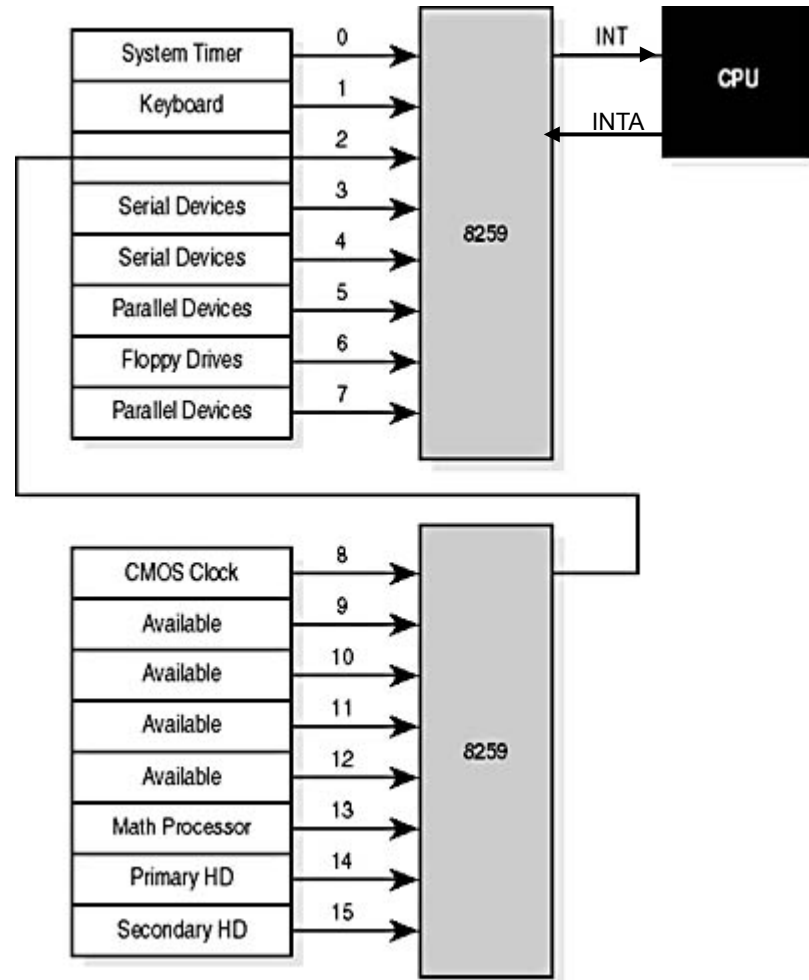 System Timer
0
INT
CPU
Keyboard
1
INTA
2
Serial Devices
3
8259
Serial Devices
4
Parallel Devices
5
Floppy Drives
6
Parallel Devices
7
CMOS Clock
8
Available
9
Available
10
Available
11
8259
Available
12
Math Processor
13
Primary HD
14
Secondary HD
15